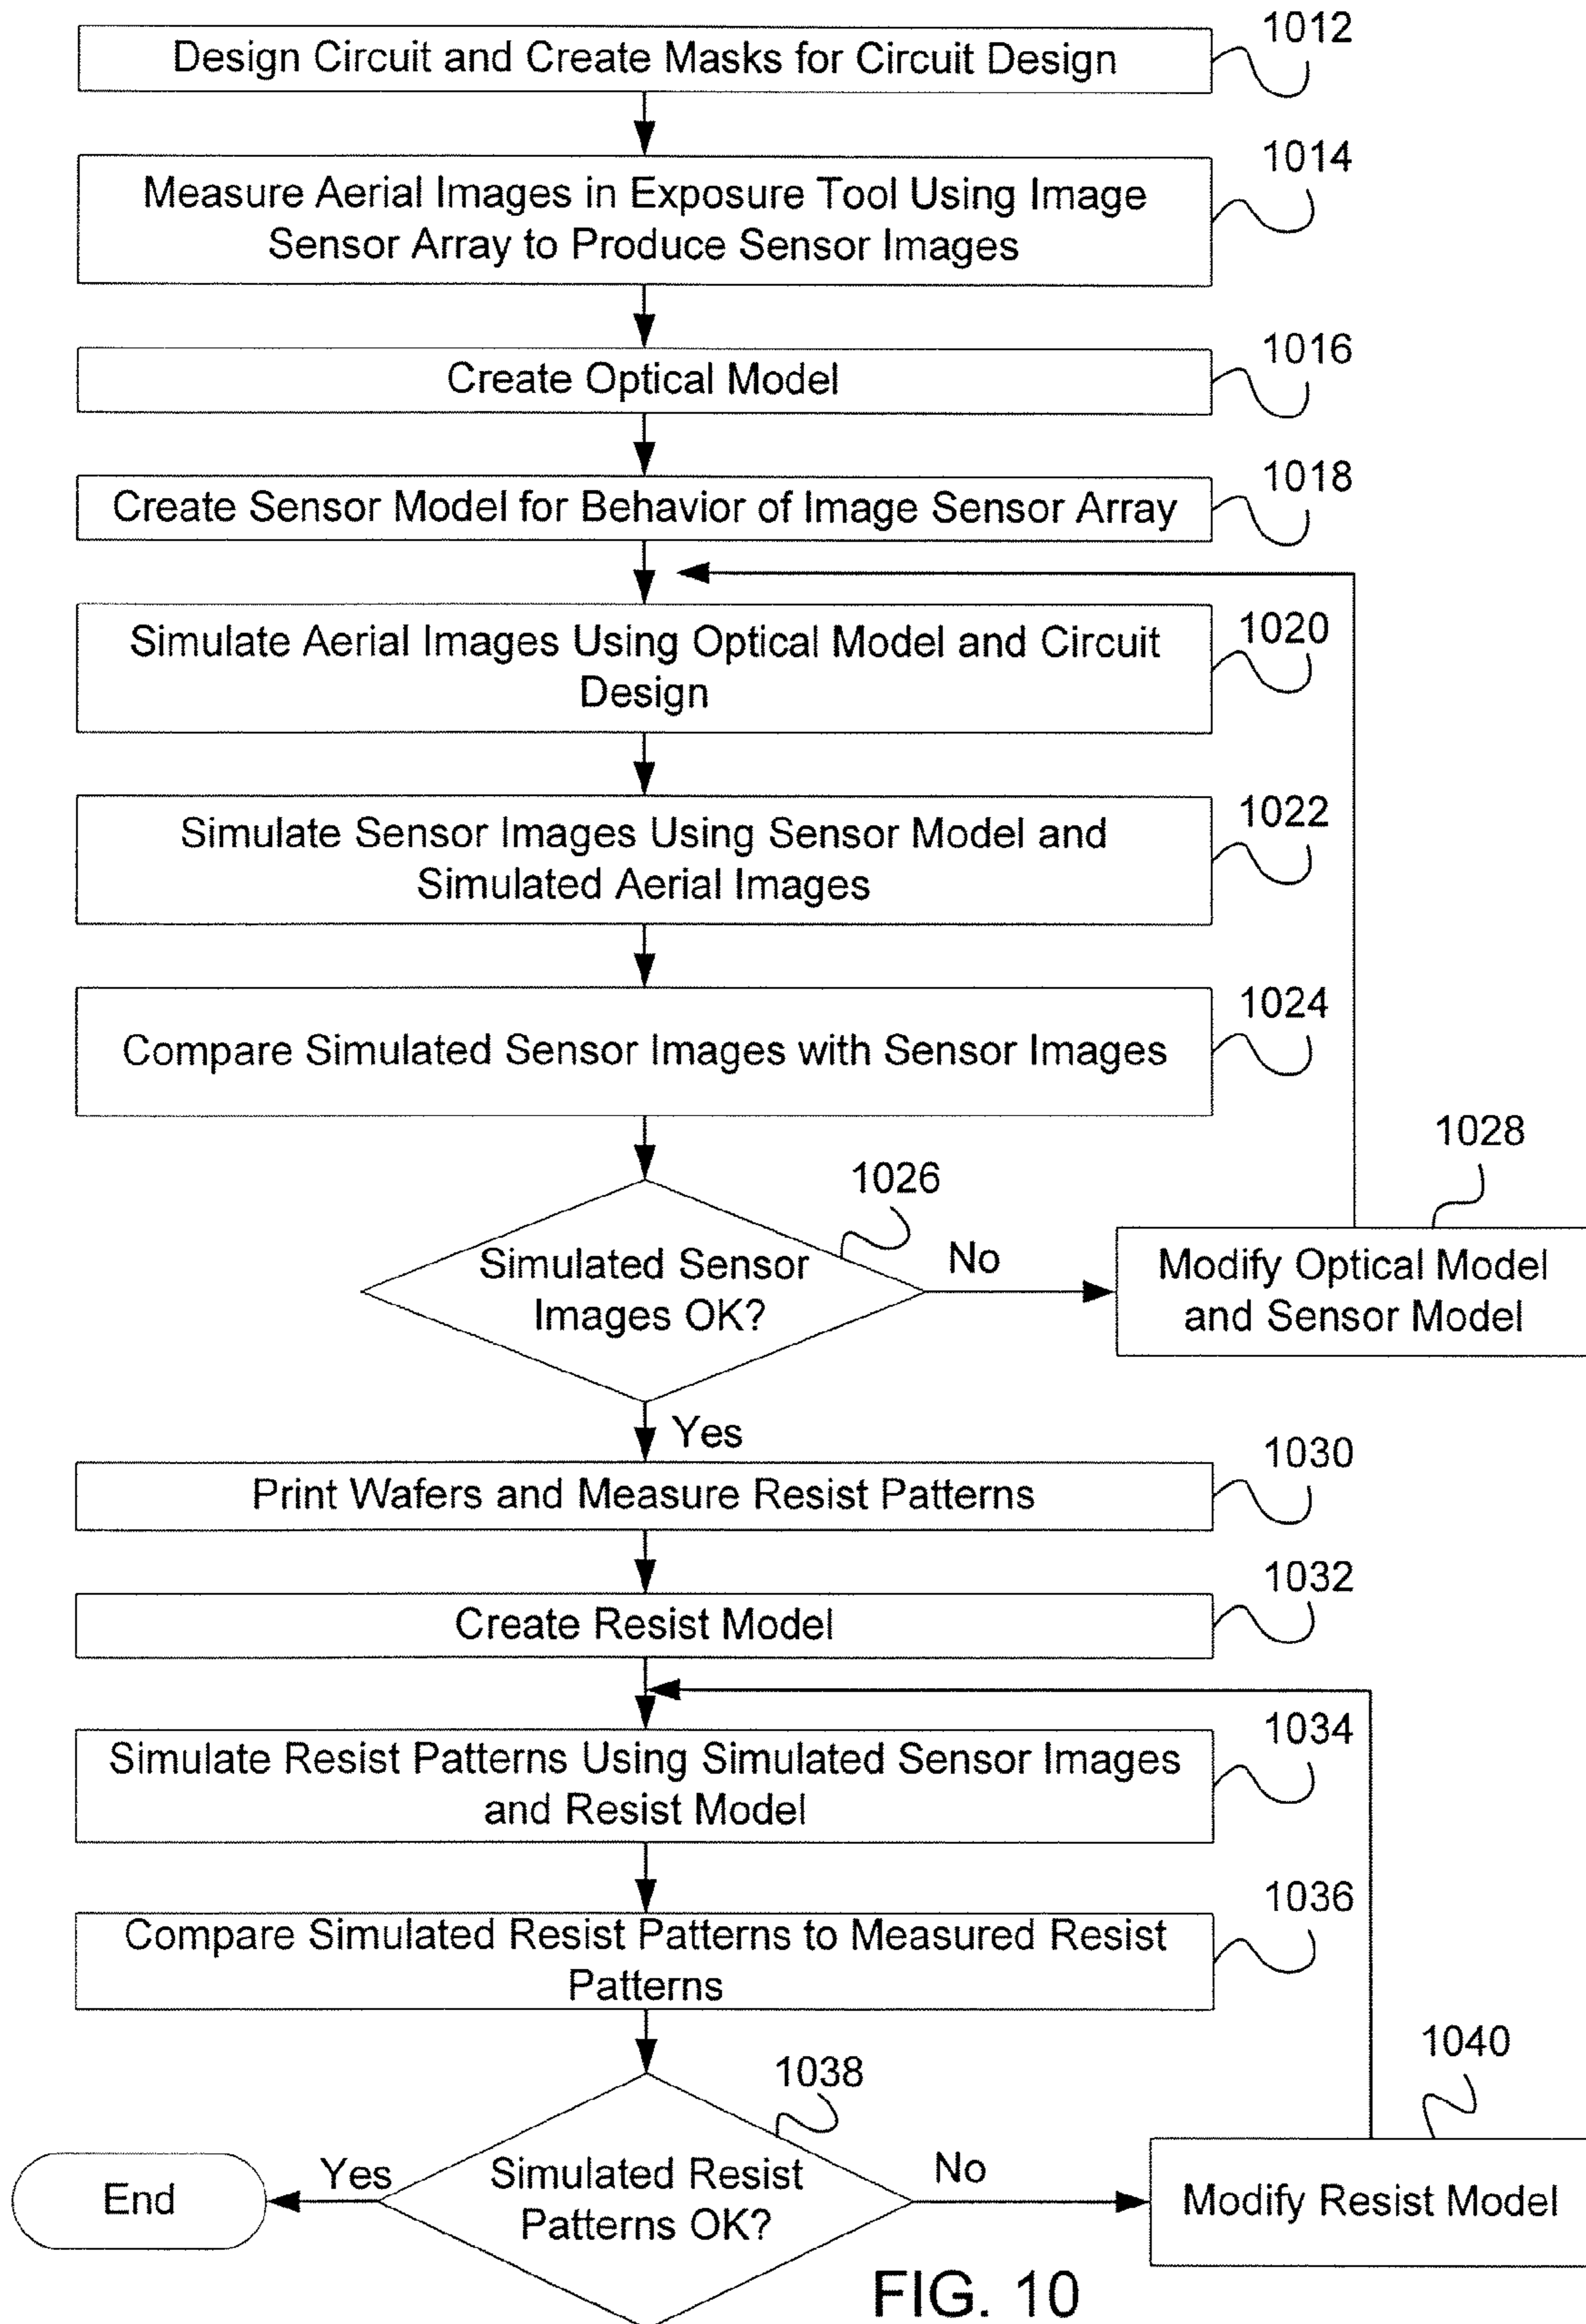 Design Circuit and Create Masks for Circuit Design
1012
Measure Aerial Images in Exposure Tool Using Image
Sensor Array to Produce Sensor Images
1014
Create Optical Model
1016
Create Sensor Model for Behavior of Image Sensor Array
1018
Simulate Aerial Images Using Optical Model and Circuit
Design
1020
Simulate Sensor Images Using Sensor Model and
Simulated Aerial Images
1022
Compare Simulated Sensor Images with Sensor Images
1024
Simulated Sensor
Images OK?
1026
No
Modify Optical Model
and Sensor Model
1028
Yes
Print Wafers and Measure Resist Patterns
1030
Create Resist Model
1032
Simulate Resist Patterns Using Simulated Sensor Images
and Resist Model
1034
Compare Simulated Resist Patterns to Measured Resist
Patterns
1036
Simulated Resist
Patterns OK?
1038
Yes
End
No
Modify Resist Model
1040
FIG. 10